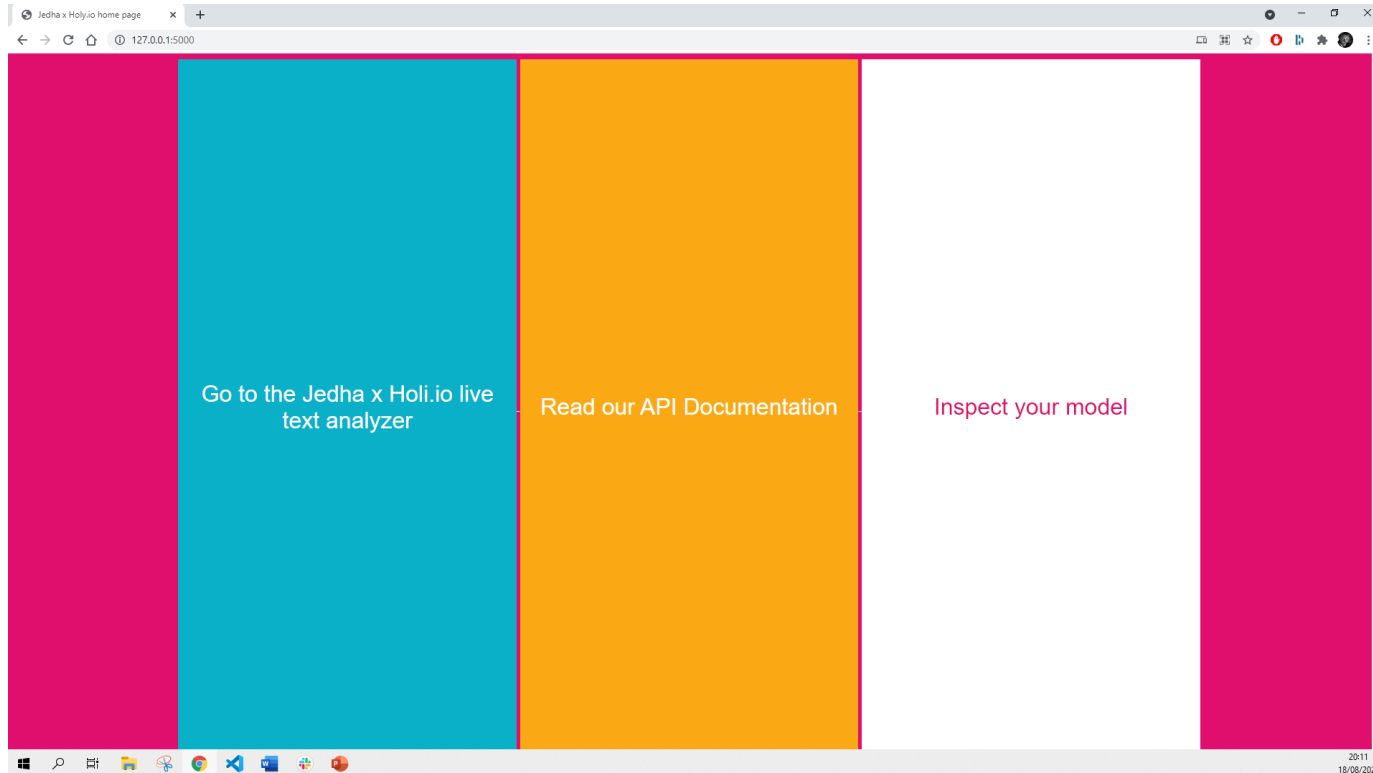 Jedha x Holy.io home page
127.0.0.1:5000
Go to the Jedha x Holi.io live
text analyzer
Read our API Documentation
Inspect your model
20:11
18/08/202